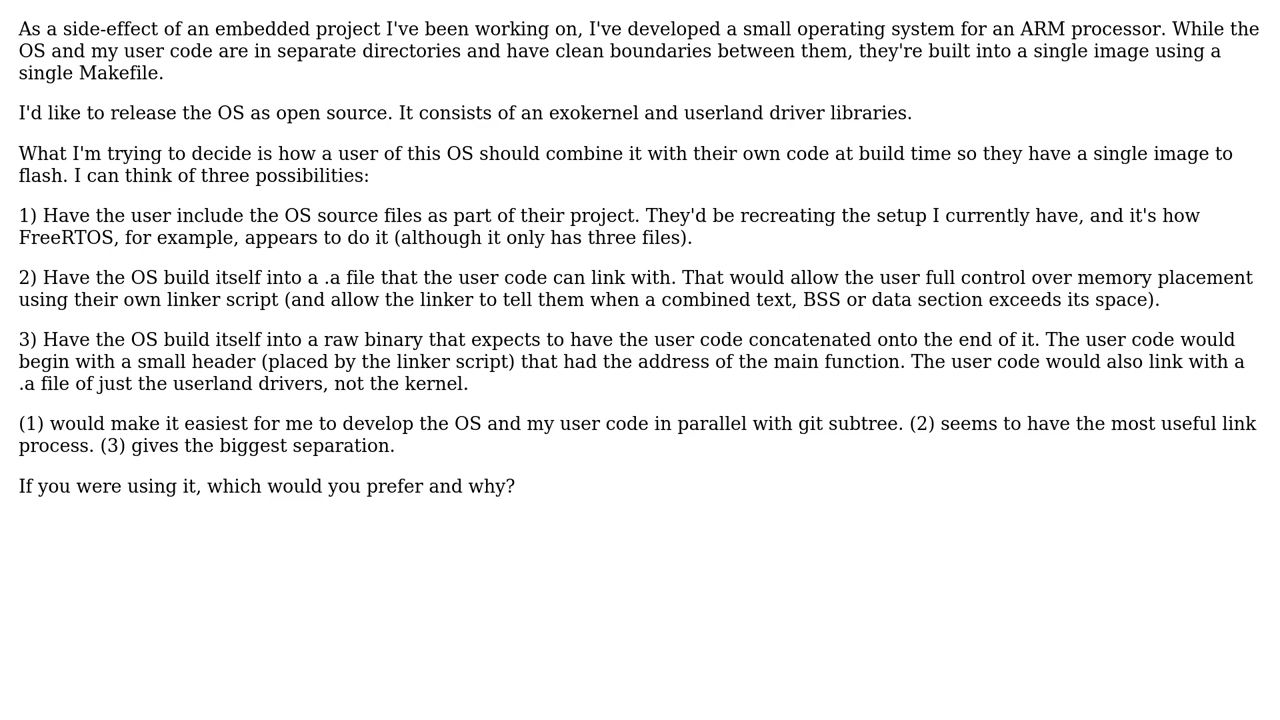 As a side-effect of an embedded project I've been working on, I've developed a small operating system for an ARM processor. While the
OS and my user code are in separate directories and have clean boundaries between them, they're built into a single image using a
single Makefile.
I'd like to release the OS as open source. It consists of an exokernel and userland driver libraries.
What I'm trying to decide is how a user of this OS should combine it with their own code at build time so they have a single image to
flash. I can think of three possibilities:
1) Have the user include the OS source files as part of their project. They'd be recreating the setup I currently have, and it's how
FreeRTOS, for example, appears to do it (although it only has three files).
2) Have the OS build itself into a .a file that the user code can link with. That would allow the user full control over memory placement
using their own linker script (and allow the linker to tell them when a combined text, BSS or data section exceeds its space).
3) Have the OS build itself into a raw binary that expects to have the user code concatenated onto the end of it. The user code would
begin with a small header (placed by the linker script) that had the address of the main function. The user code would also link with a
.a file of just the userland drivers, not the kernel.
(1) would make it easiest for me to develop the OS and my user code in parallel with git subtree. (2) seems to have the most useful link
process. (3) gives the biggest separation.
If you were using it, which would you prefer and why?